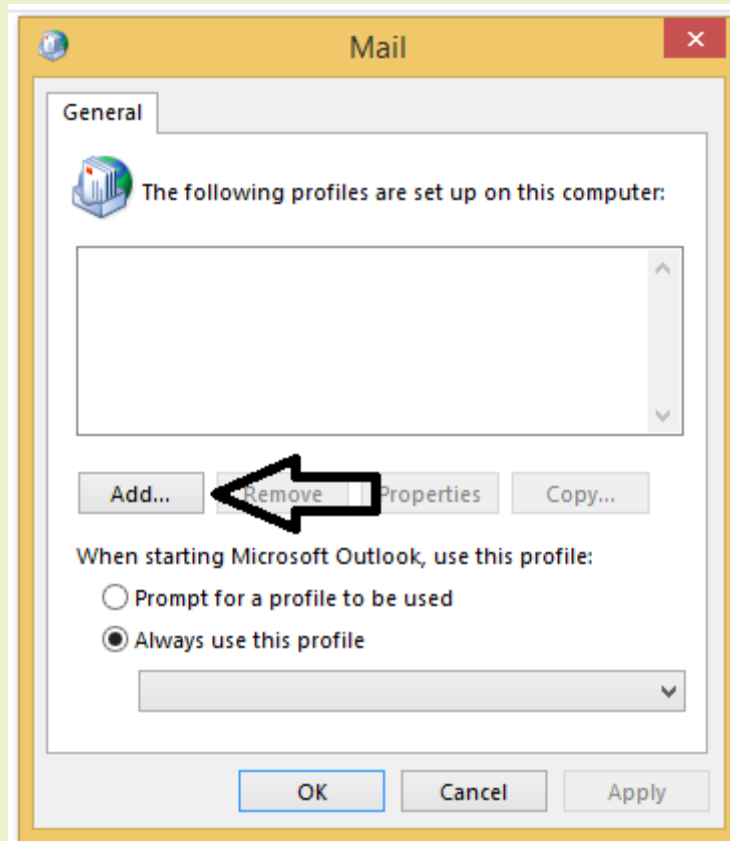 Mail
General
The following profiles are set up on this computer:
Add... Remove Properties Copy...
When starting Microsoft Outlook, use this profile:
Prompt for a profile to be used
Always use this profile
OK Cancel Apply